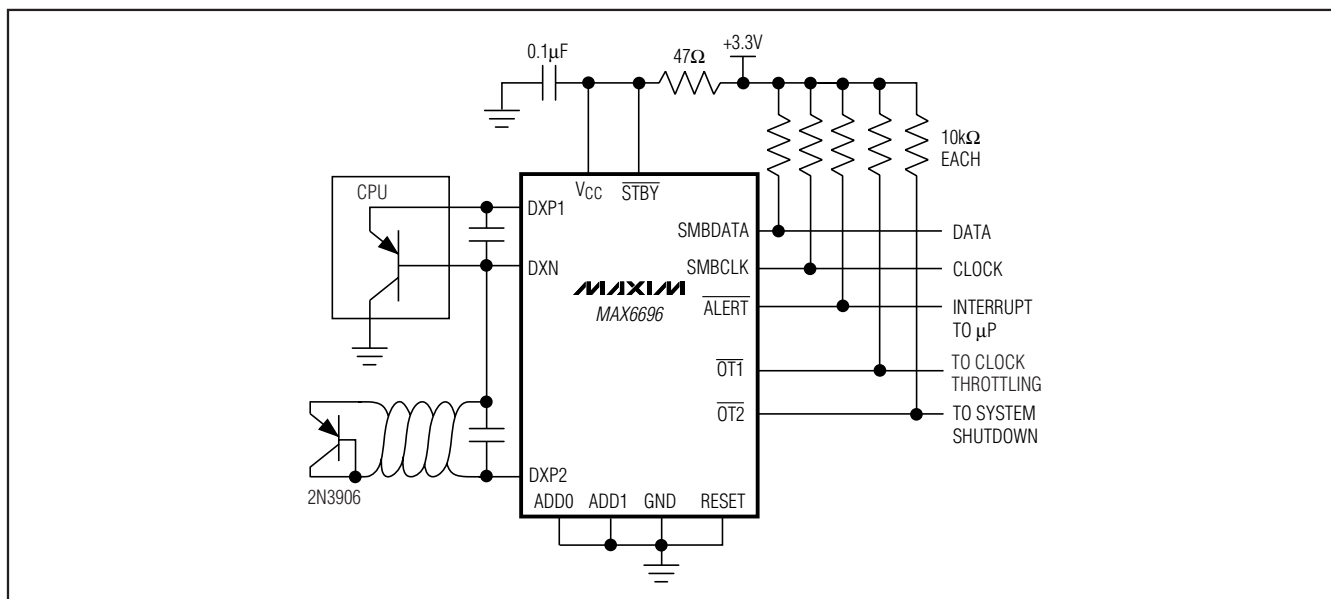 0.1μF
47Ω
+3.3V
10kΩ
EACH
CPU
VCC
STBY
DXP1
DXN
DXP2
MAXIM
MAX6696
SMBDATA
SMBCLK
ALERT
OT1
OT2
DATA
CLOCK
INTERRUPT
TO μP
TO CLOCK
THROTTLING
TO SYSTEM
SHUTDOWN
2N3906
ADD0
ADD1
GND
RESET